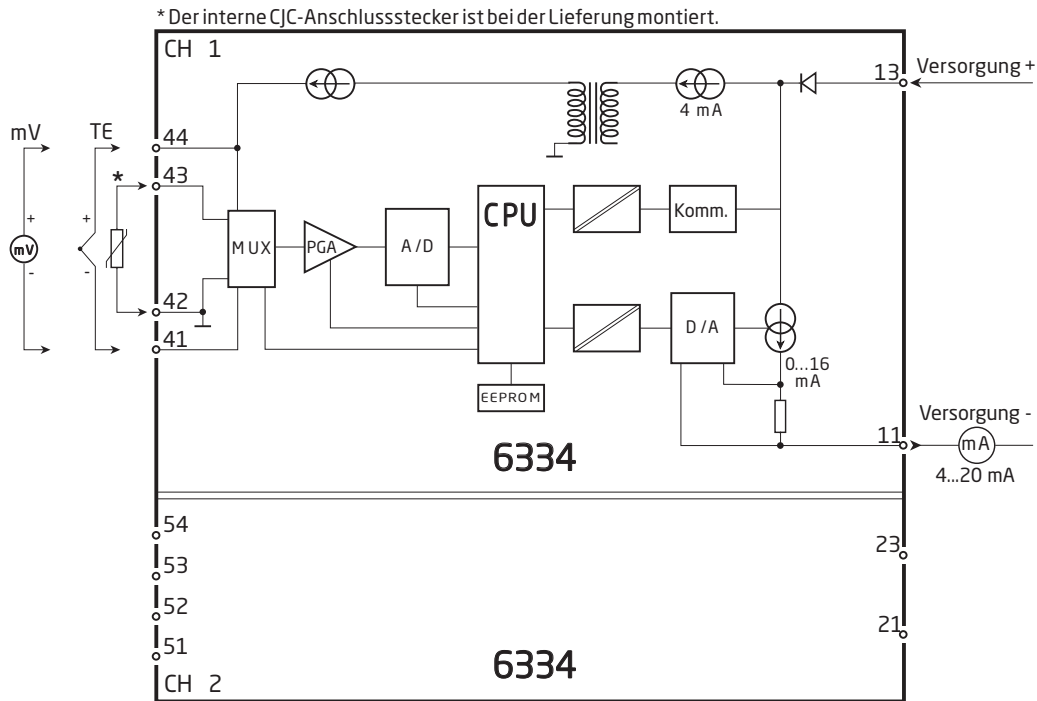 * Der interne CJC-Anschlussstecker ist bei der Lieferung montiert.
CH 1
13
Versorgung +
4 mA
mV
TE
44
*
43
CPU
Komm.
+
+
mV
MUX
PGA
A/D
-
-
42
D/A
41
0...16
mA
EEPROM
Versorgung -
11
mA
6334
4...20 mA
54
23
53
52
21
51
6334
CH 2